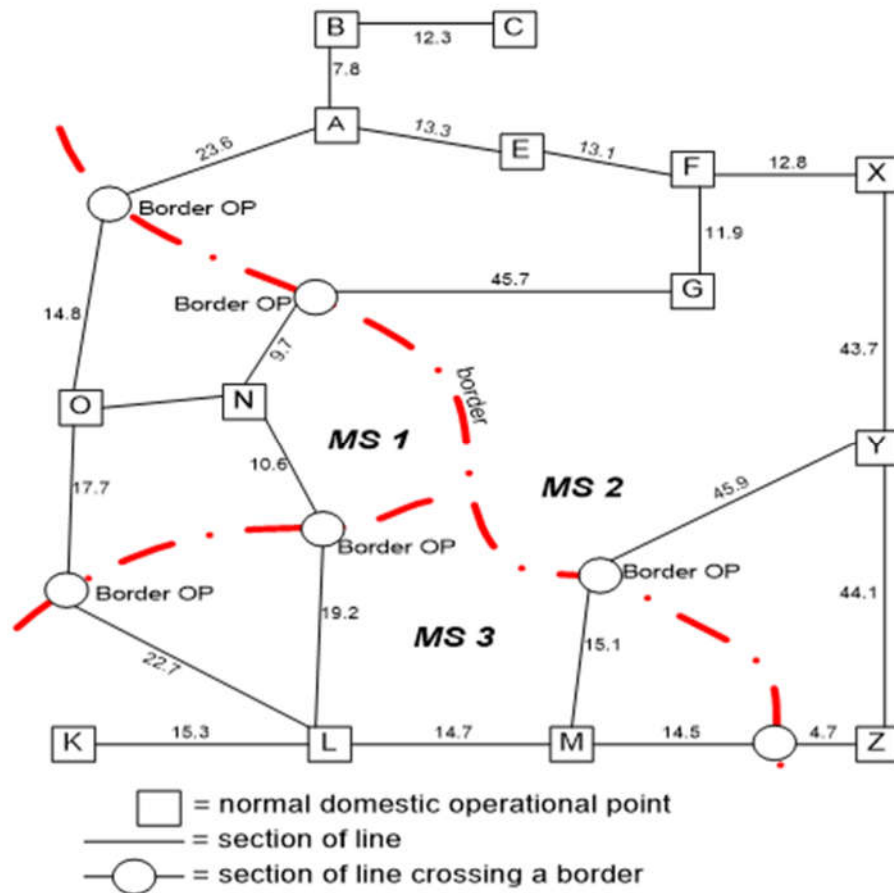 B
12.3
C
7.8
A
13.3
E
13.1
F
12.8
X
23.6
Border OP
11.9
45.7
G
Border OP
14.8
9.7
43.7
border
O
N
MS 1
Y
10.6
17.7
MS 2
45.9
Border OP
Border OP
Border OP
44.1
19.2
MS 3
15.1
22.7
K
15.3
L
14.7
M
14.5
4.7
Z
= normal domestic operational point
= section of line
= section of line crossing a border